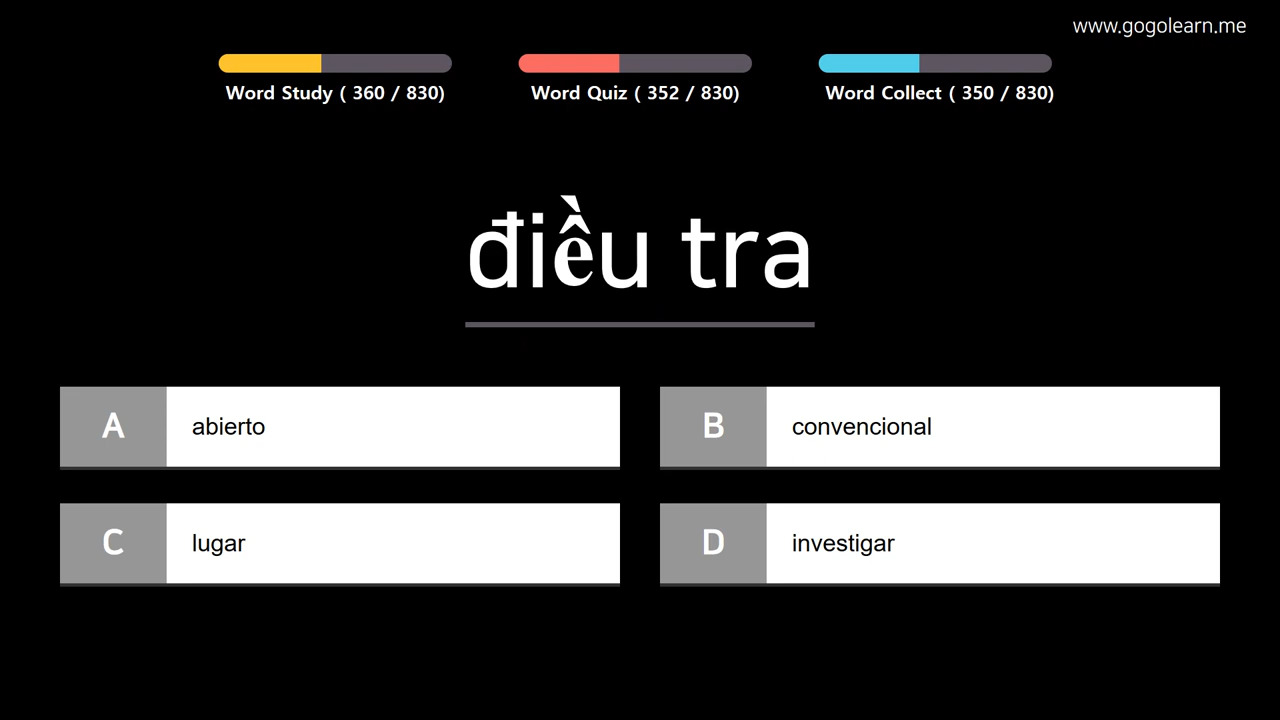 www.gogolearn.me
Word Study ( 360 / 830)
Word Quiz ( 352 / 830)
Word Collect ( 350 / 830)
điều tra
A abierto
B convencional
C lugar
D investigar